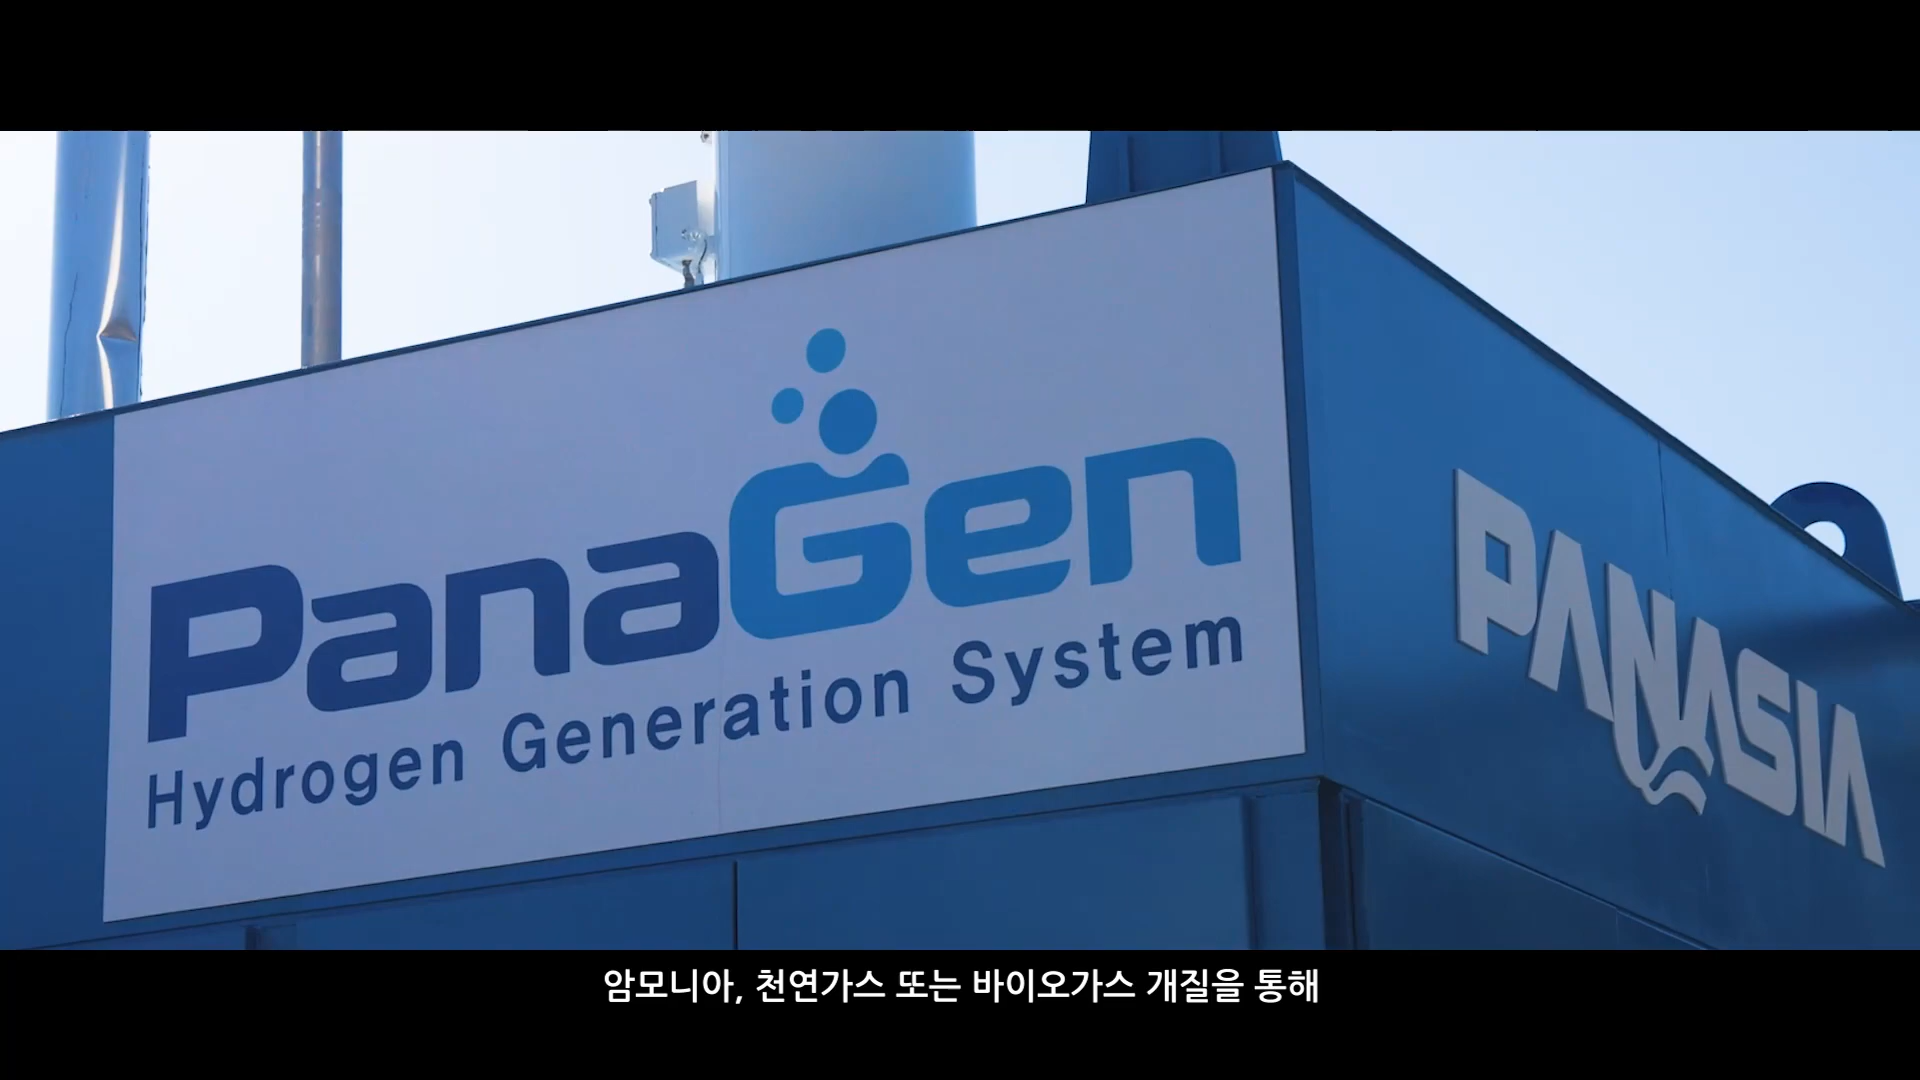 PanaGen
Hydrogen Generation System
PANASIA
암모니아, 천연가스 또는 바이오가스 개질을 통해